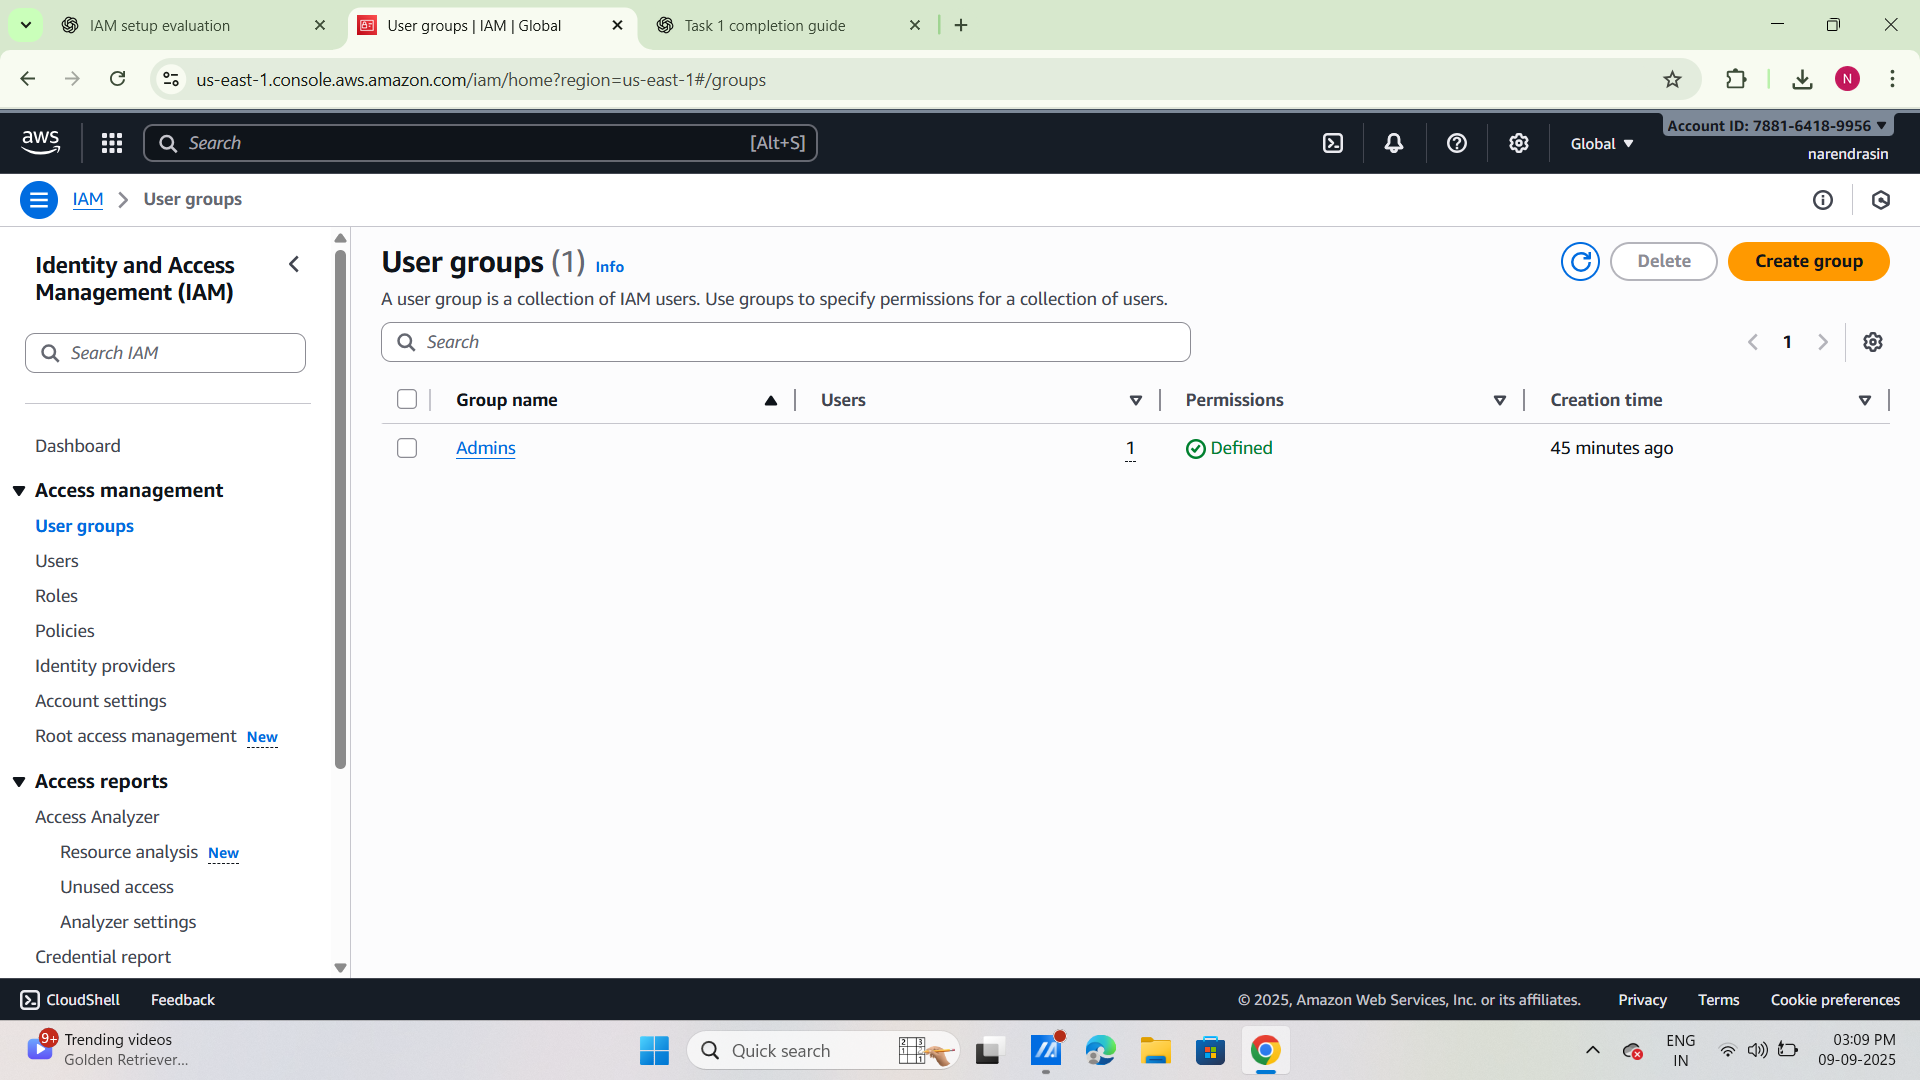 IAM setup evaluation
User groups | IAM | Global
Task 1 completion guide
us-east-1.console.aws.amazon.com/iam/home?region=us-east-1#/groups
N
aws
Search
[Alt+S]
Global
Account ID: 7881-6418-9956
narendrasin
IAM
User groups
Identity and Access Management (IAM)
Search IAM
Dashboard
Access management
User groups
Users
Roles
Policies
Identity providers
Account settings
Root access management New
Access reports
Access Analyzer
Resource analysis New
Unused access
Analyzer settings
Credential report
User groups (1) Info
Delete
Create group
A user group is a collection of IAM users. Use groups to specify permissions for a collection of users.
Search
1
Group name
Users
Permissions
Creation time
Admins
1
Defined
45 minutes ago
CloudShell
Feedback
© 2025, Amazon Web Services, Inc. or its affiliates.
Privacy
Terms
Cookie preferences
9+
Trending videos
Golden Retriever...
Quick search
ENG
IN
03:09 PM
09-09-2025